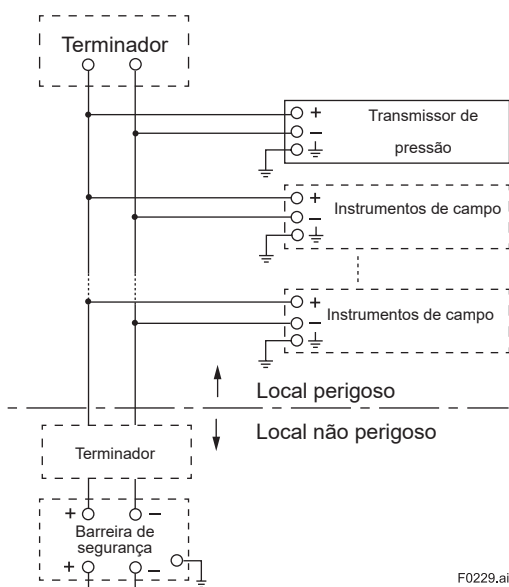 Terminador
+
Transmissor de
−
pressão
+
Instrumentos de campo
−
+
Instrumentos de campo
−
Local perigoso
Local não perigoso
Terminador
+ −
Barreira de
segurança
+ −
F0229.ai